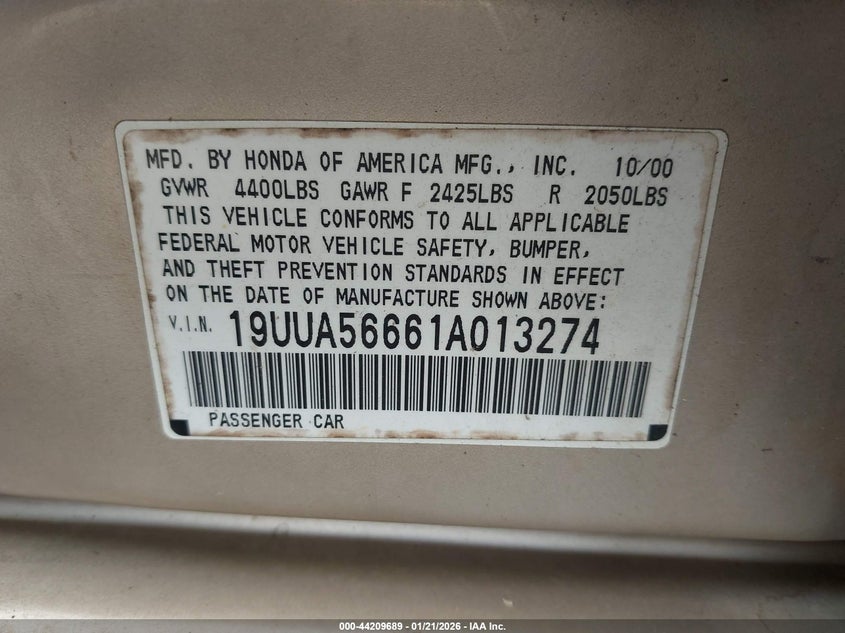 MFD. BY HONDA OF AMERICA MFG., INC. 10/00
GVWR 4400LBS GAWR F 2425LBS R 2050LBS
THIS VEHICLE CONFORMS TO ALL APPLICABLE
FEDERAL MOTOR VEHICLE SAFETY, BUMPER,
AND THEFT PREVENTION STANDARDS IN EFFECT
ON THE DATE OF MANUFACTURE SHOWN ABOVE:
V.I.N. 19UUA56661A013274
PASSENGER CAR
000-44209689 - 01/21/2026 - IAA Inc.